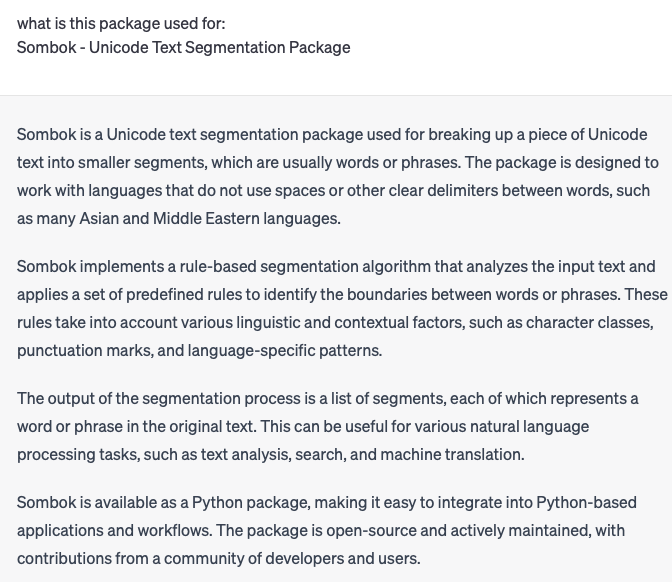 what is this package used for:
Sombok - Unicode Text Segmentation Package
Sombok is a Unicode text segmentation package used for breaking up a piece of Unicode
text into smaller segments, which are usually words or phrases. The package is designed to
work with languages that do not use spaces or other clear delimiters between words, such
as many Asian and Middle Eastern languages.
Sombok implements a rule-based segmentation algorithm that analyzes the input text and
applies a set of predefined rules to identify the boundaries between words or phrases. These
rules take into account various linguistic and contextual factors, such as character classes,
punctuation marks, and language-specific patterns.
The output of the segmentation process is a list of segments, each of which represents a
word or phrase in the original text. This can be useful for various natural language
processing tasks, such as text analysis, search, and machine translation.
Sombok is available as a Python package, making it easy to integrate into Python-based
applications and workflows. The package is open-source and actively maintained, with
contributions from a community of developers and users.